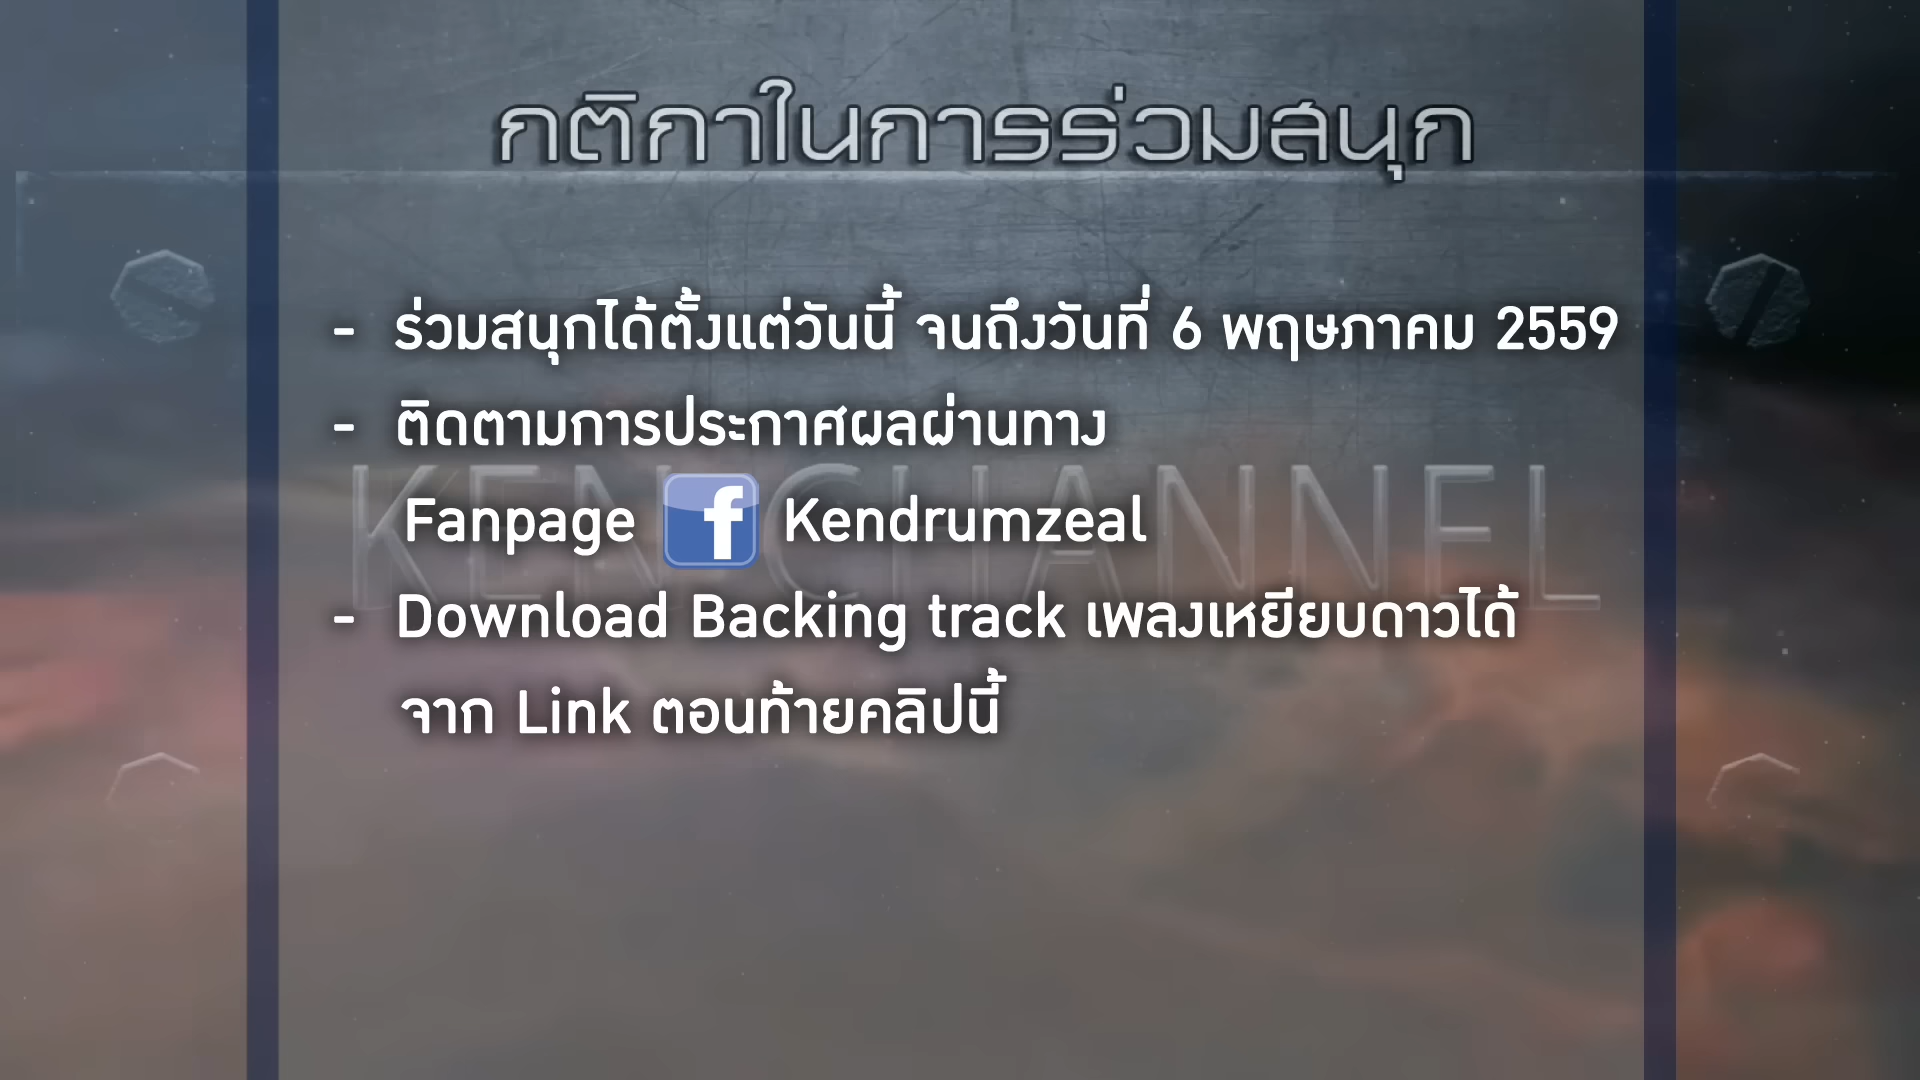 กติกาในการร่วมสนุก
- ร่วมสนุกได้ตั้งแต่วันนี้ จนถึงวันที่ 6 พฤษภาคม 2559
- ติดตามการประกาศผลผ่านทาง
KEN CHANNEL
Fanpage f Kendrumzeal
- Download Backing track เพลงเหยียบดาวได้
จาก Link ตอนท้ายคลิปนี้